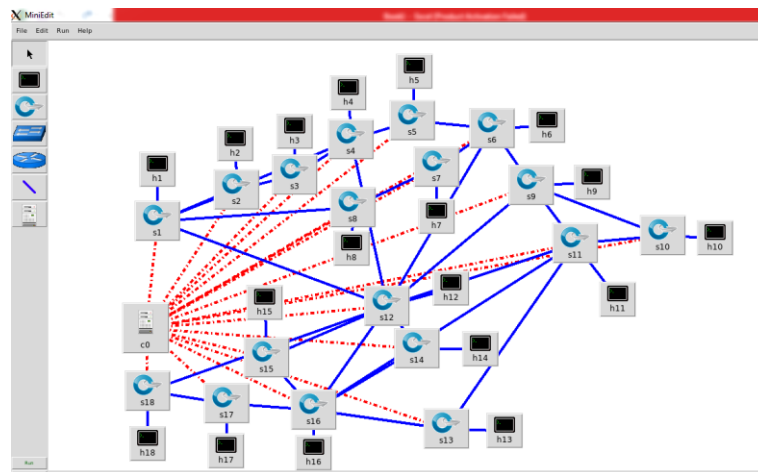 MiniEdit
File Edit Run Help
h5
h4
h3
h2
h1
s5
s6
h6
s4
s3
s7
s2
s9
h9
s1
s8
h7
h8
s11
s10
h10
h12
h15
s12
h11
c0
s14
h14
s15
s18
s17
s16
s13
h13
h18
h17
h16
Run